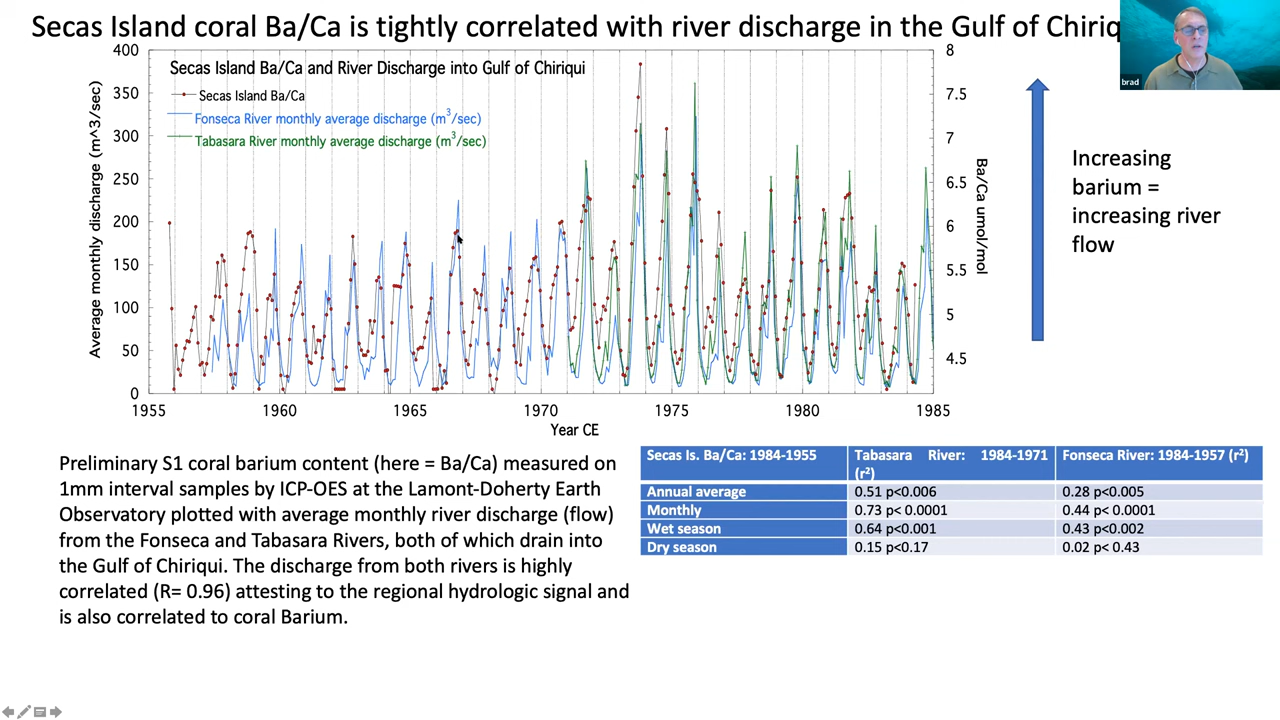 Secas Island coral Ba/Ca is tightly correlated with river discharge in the Gulf of Chiriq
brad
Secas Island Ba/Ca and River Discharge into Gulf of Chiriqui
Secas Island Ba/Ca
Fonseca River monthly average discharge (m³/sec)
Tabasara River monthly average discharge (m³/sec)
Average monthly discharge (m^3/sec)
400
350
300
250
200
150
100
50
0
8
7.5
7
6.5
6
5.5
5
4.5
Ba/Ca umol/mol
1955 1960 1965 1970 1975 1980 1985
Year CE
Increasing
barium =
increasing river
flow
Preliminary S1 coral barium content (here = Ba/Ca) measured on
1mm interval samples by ICP-OES at the Lamont-Doherty Earth
Observatory plotted with average monthly river discharge (flow)
from the Fonseca and Tabasara Rivers, both of which drain into
the Gulf of Chiriqui. The discharge from both rivers is highly
correlated (R= 0.96) attesting to the regional hydrologic signal and
is also correlated to coral Barium.
Secas Is. Ba/Ca: 1984-1955 Tabasara River: 1984-1971 Fonseca River: 1984-1957 (r²)
(r²)
Annual average 0.51 p<0.006 0.28 p<0.005
Monthly 0.73 p< 0.0001 0.44 p< 0.0001
Wet season 0.64 p<0.001 0.43 p<0.002
Dry season 0.15 p<0.17 0.02 p< 0.43